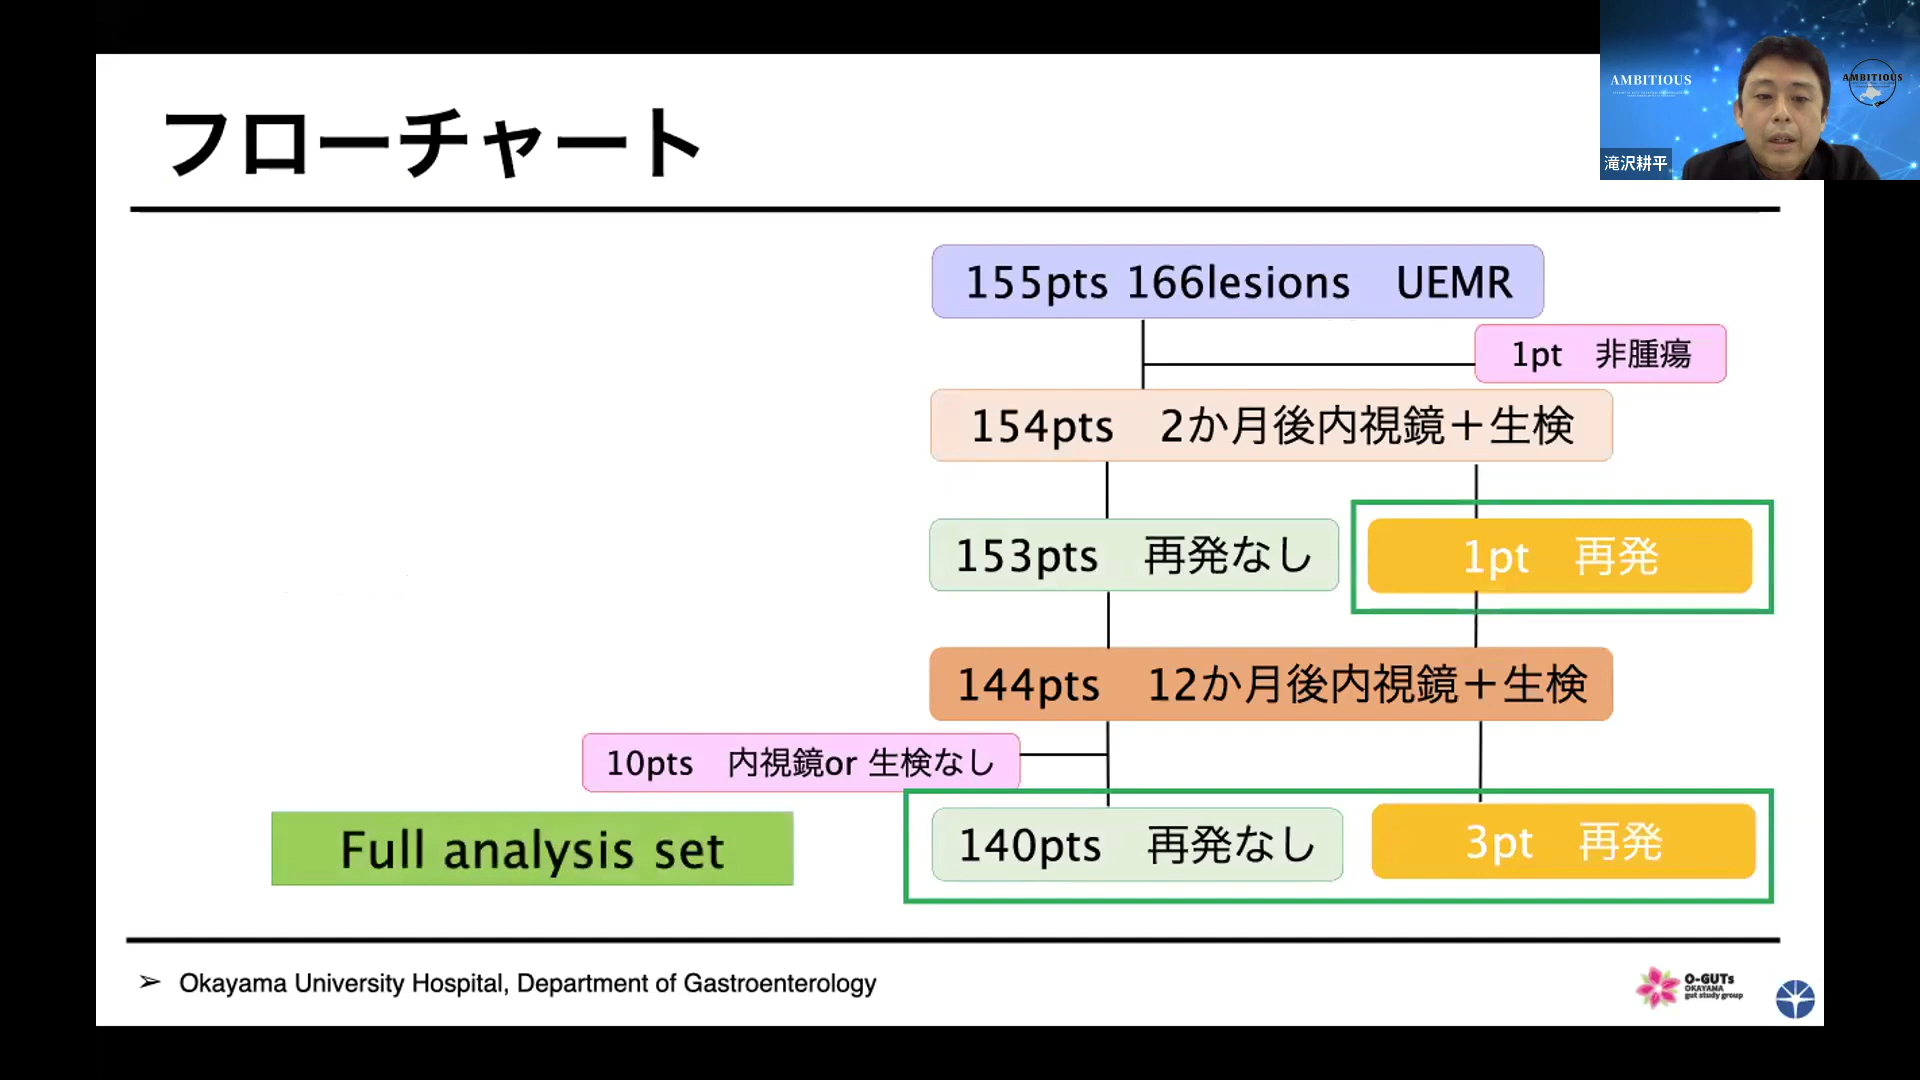 フローチャート
AMBITIOUS
AMBITIOUS
滝沢耕平
155pts 166lesions　UEMR
1pt　非腫瘍
154pts　2か月後内視鏡＋生検
153pts　再発なし
1pt　再発
144pts　12か月後内視鏡＋生検
10pts　内視鏡or 生検なし
Full analysis set
140pts　再発なし
3pt　再発
➢ Okayama University Hospital, Department of Gastroenterology
O-GUTs
OKAYAMA
gut study group